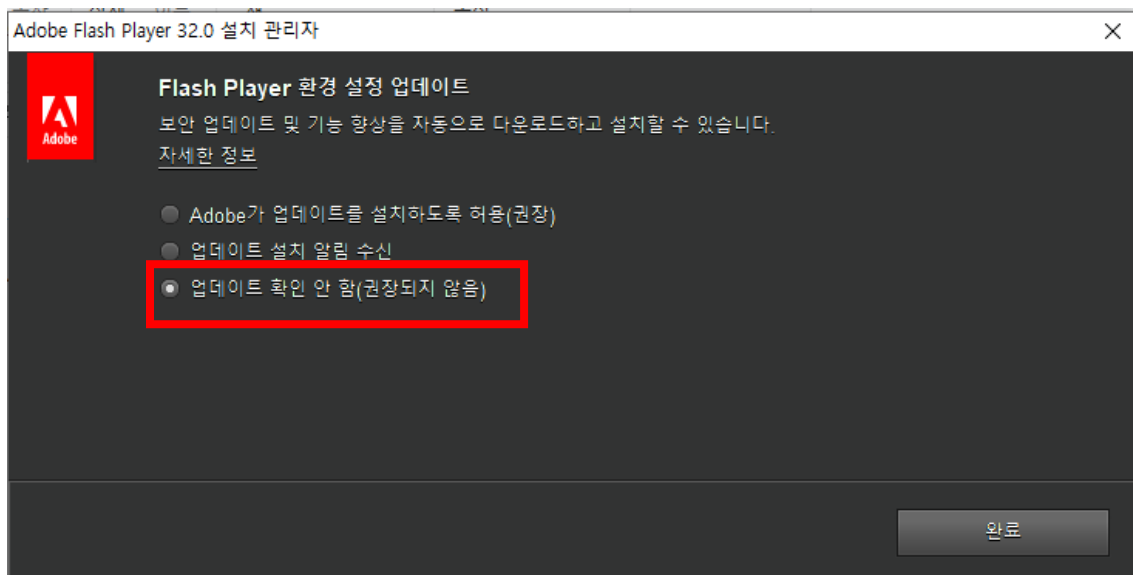 Adobe Flash Player 32.0 설치 관리자
Adobe
Flash Player 환경 설정 업데이트
보안 업데이트 및 기능 향상을 자동으로 다운로드하고 설치할 수 있습니다.
자세한 정보
Adobe가 업데이트를 설치하도록 허용(권장)
업데이트 설치 알림 수신
업데이트 확인 안 함(권장되지 않음)
완료